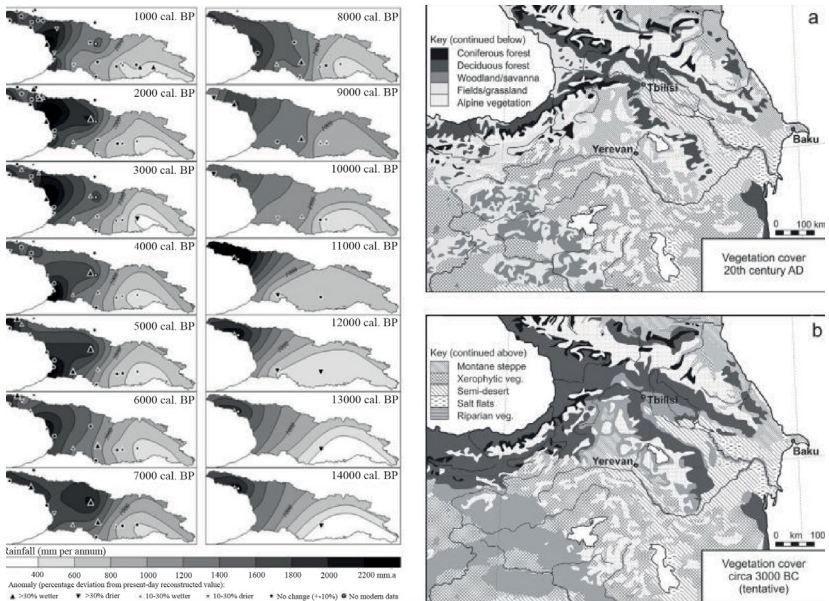 1000 cal. BP
2000 cal. BP
3000 cal. BP
4000 cal. BP
5000 cal. BP
6000 cal. BP
7000 cal. BP
8000 cal. BP
9000 cal. BP
10000 cal. BP
11000 cal. BP
12000 cal. BP
13000 cal. BP
14000 cal. BP
Rainfall (mm per annum)
400 600 800 1000 1200 1400 1600 1800 2000 2200 mm.a
Anomaly (percentage deviation from present-day reconstructed value):
>30% wetter >30% drier 10-30% wetter 10-30% drier No change (+-10%) No modern data
a
Key (continued below)
Coniferous forest
Deciduous forest
Woodland/savanna
Fields/grassland
Alpine vegetation
Tbilisi
Baku
Yerevan
0 100 km
Vegetation cover
20th century AD
b
Key (continued above)
Montane steppe
Xerophytic veg.
Semi-desert
Salt flats
Riparian veg.
Tbilisi
Baku
Yerevan
0 km 100
Vegetation cover
circa 3000 BC
(tentative)